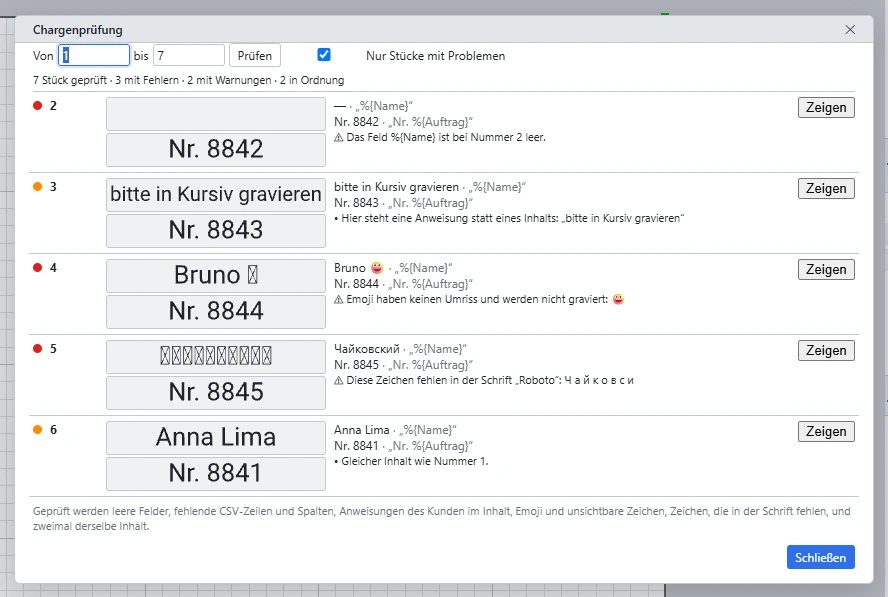 Chargenprüfung
Von 1 bis 7 Prüfen Nur Stücke mit Problemen
7 Stück geprüft · 3 mit Fehlern · 2 mit Warnungen · 2 in Ordnung
2
Nr. 8842
— · „%{Name}“
Nr. 8842 · „Nr. %{Auftrag}“
⚠ Das Feld %{Name} ist bei Nummer 2 leer.
Zeigen
3
bitte in Kursiv gravieren
Nr. 8843
bitte in Kursiv gravieren · „%{Name}“
Nr. 8843 · „Nr. %{Auftrag}“
• Hier steht eine Anweisung statt eines Inhalts: „bitte in Kursiv gravieren“
Zeigen
4
Bruno
Nr. 8844
Bruno 😀 · „%{Name}“
Nr. 8844 · „Nr. %{Auftrag}“
⚠ Emoji haben keinen Umriss und werden nicht graviert: 😀
Zeigen
5
Nr. 8845
Чайковский · „%{Name}“
Nr. 8845 · „Nr. %{Auftrag}“
⚠ Diese Zeichen fehlen in der Schrift „Roboto“: Ч а й к о в с и
Zeigen
6
Anna Lima
Nr. 8841
Anna Lima · „%{Name}“
Nr. 8841 · „Nr. %{Auftrag}“
• Gleicher Inhalt wie Nummer 1.
Zeigen
Geprüft werden leere Felder, fehlende CSV-Zeilen und Spalten, Anweisungen des Kunden im Inhalt, Emoji und unsichtbare Zeichen, Zeichen, die in der Schrift fehlen, und
zweimal derselbe Inhalt.
Schließen